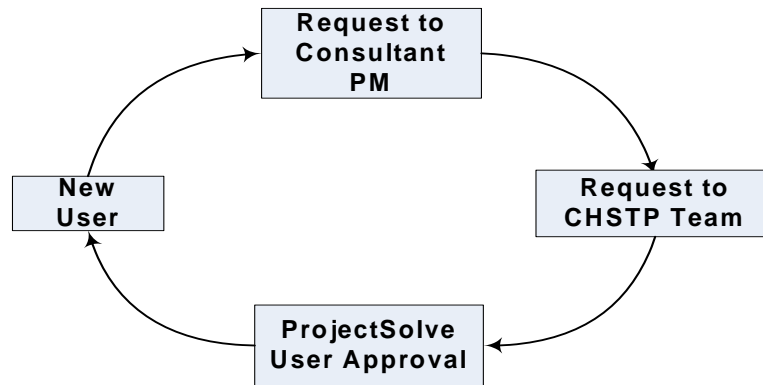 Request to
Consultant
PM
New
User
Request to
CHSTP Team
ProjectSolve
User Approval